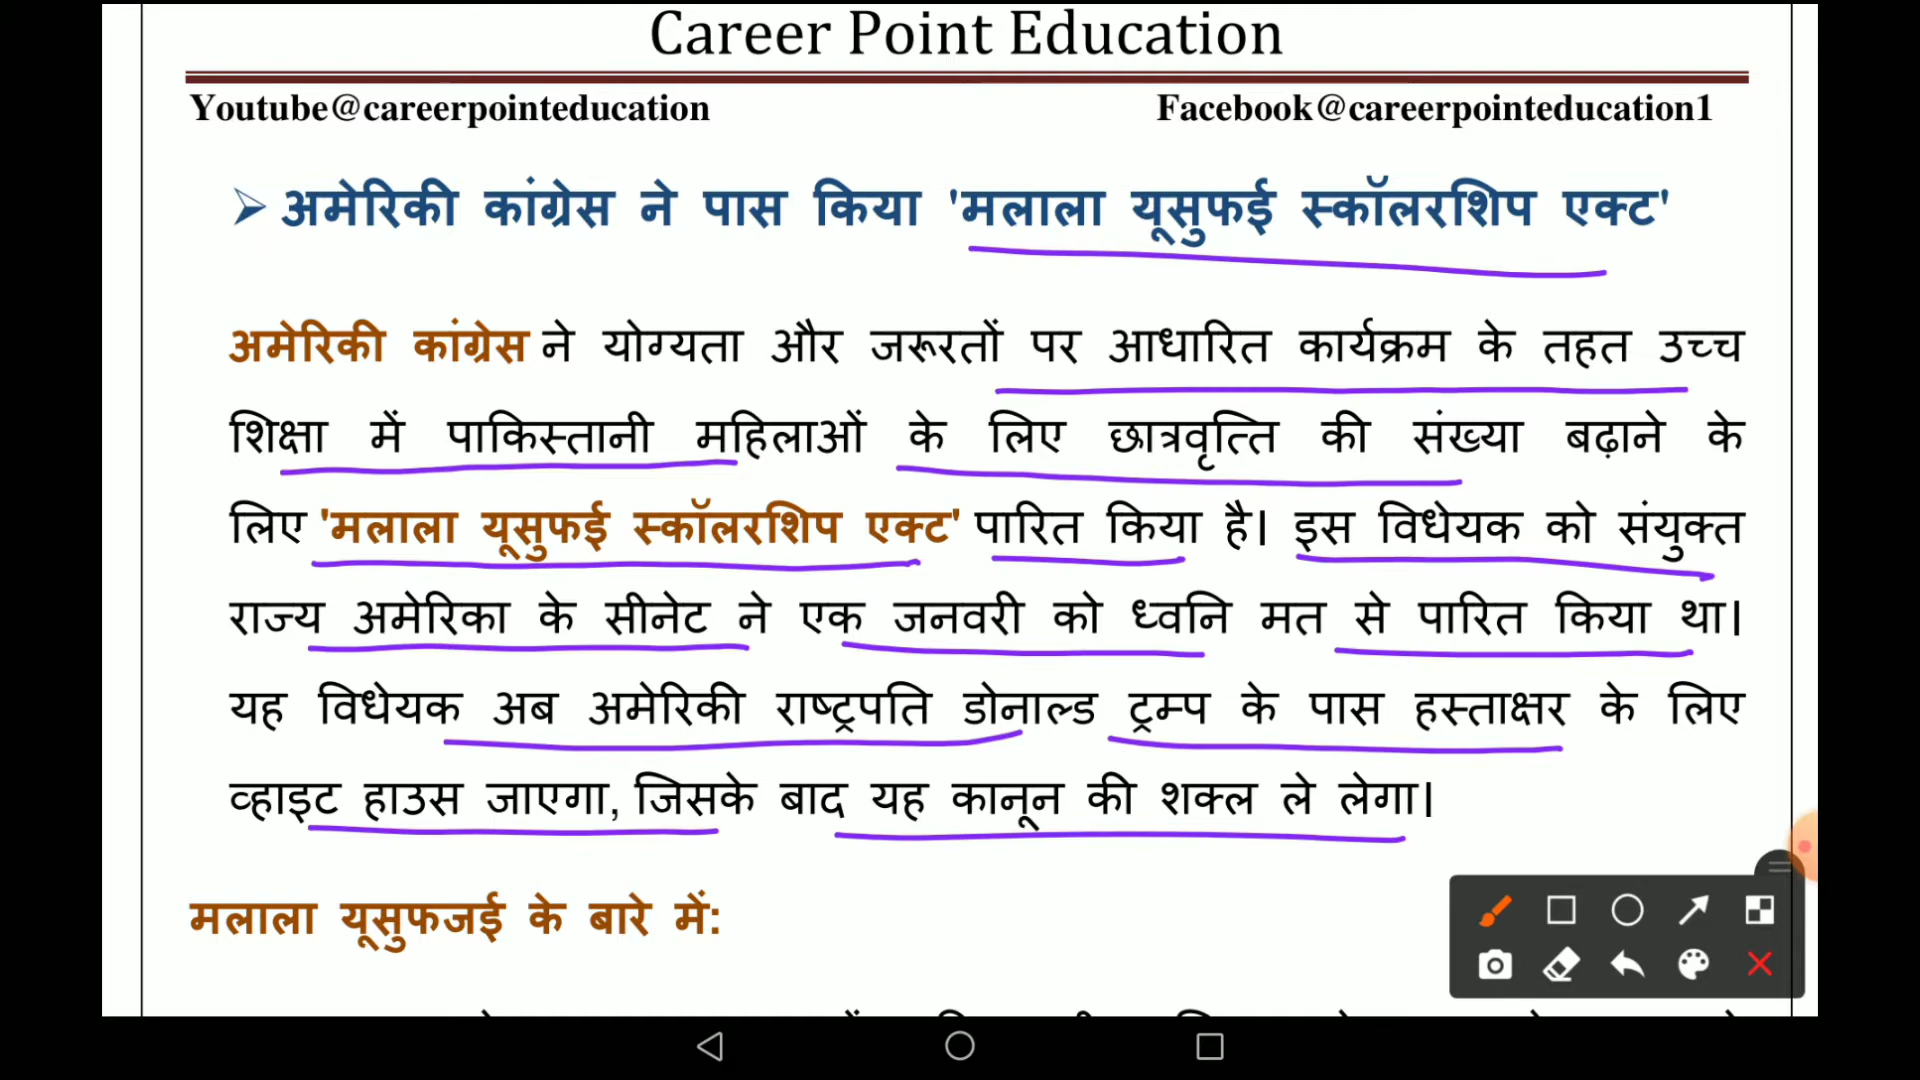 Career Point Education
Youtube@careerpointeducation Facebook@careerpointeducation1
➢ अमेरिकी कांग्रेस ने पास किया 'मलाला यूसुफई स्कॉलरशिप एक्ट'
अमेरिकी कांग्रेस ने योग्यता और जरूरतों पर आधारित कार्यक्रम के तहत उच्च
शिक्षा में पाकिस्तानी महिलाओं के लिए छात्रवृत्ति की संख्या बढ़ाने के
लिए 'मलाला यूसुफई स्कॉलरशिप एक्ट' पारित किया है। इस विधेयक को संयुक्त
राज्य अमेरिका के सीनेट ने एक जनवरी को ध्वनि मत से पारित किया था।
यह विधेयक अब अमेरिकी राष्ट्रपति डोनाल्ड ट्रम्प के पास हस्ताक्षर के लिए
व्हाइट हाउस जाएगा, जिसके बाद यह कानून की शक्ल ले लेगा।
मलाला यूसुफजई के बारे में: